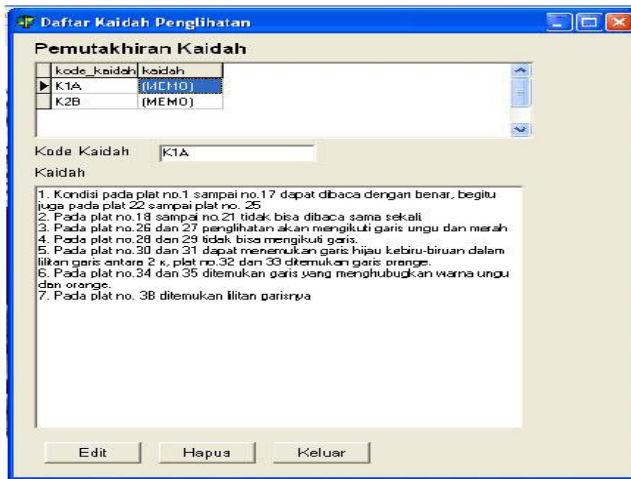 Daftar Kaidah Penglihatan
Pemutakhiran Kaidah
kode_kaidah kaidah
K1A (MEMO)
K2B (MEMO)
Kode Kaidah K1A
Kaidah
1. Kondisi pada plat no.1 sampai no.17 dapat dibaca dengan benar, begitu
juga pada plat 22 sampai plat no. 25
2. Pada plat no.18 sampai no.21 tidak bisa dibaca sama sekali
3. Pada plat no.26 dan 27 penglihatan akan mengikuti garis ungu dan merah
4. Pada plat no.28 dan 29 tidak bisa mengikuti garis.
5. Pada plat no.30 dan 31 dapat menemukan garis hijau kebiru-biruan dalam
lilitan garis antara 2 x, plat no.32 dan 33 ditemukan garis orange.
6. Pada plat no.34 dan 35 ditemukan garis yang menghubugkan warna ungu
dan orange.
7. Pada plat no. 38 ditemukan lilitan garisnya
Edit Hapus Keluar